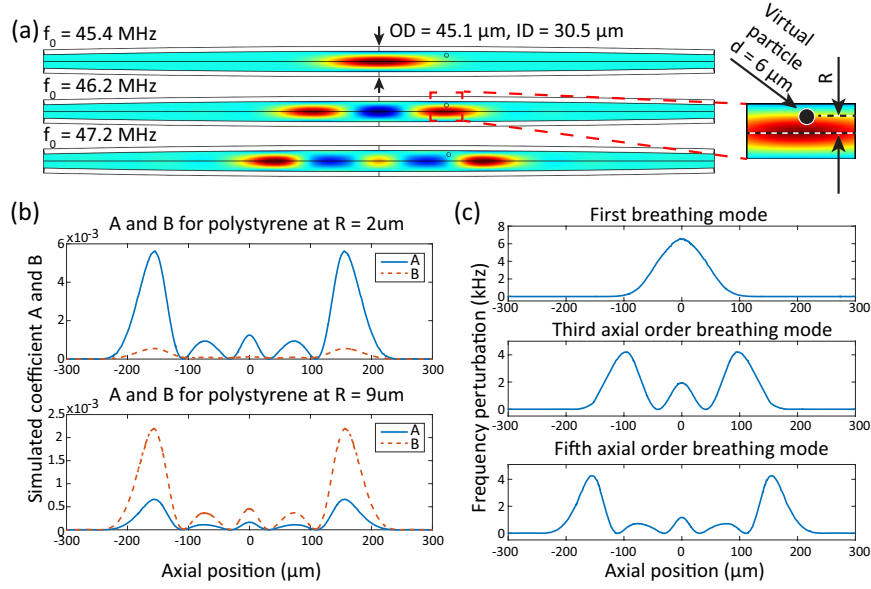 (a)
f₀ = 45.4 MHz
OD = 45.1 µm, ID = 30.5 µm
f₀ = 46.2 MHz
f₀ = 47.2 MHz
Virtual
particle
d = 6 µm
R
(b)
A and B for polystyrene at R = 2um
x10⁻³
6
4
2
0
A
B
-300 -200 -100 0 100 200 300
A and B for polystyrene at R = 9um
x10⁻³
2.5
2
1.5
1
0.5
0
A
B
-300 -200 -100 0 100 200 300
Simulated coefficient A and B
Axial position (µm)
(c)
First breathing mode
8
6
4
2
0
-300 -200 -100 0 100 200 300
Third axial order breathing mode
4
2
0
-300 -200 -100 0 100 200 300
Fifth axial order breathing mode
4
2
0
-300 -200 -100 0 100 200 300
Frequency perturbation (kHz)
Axial position (µm)